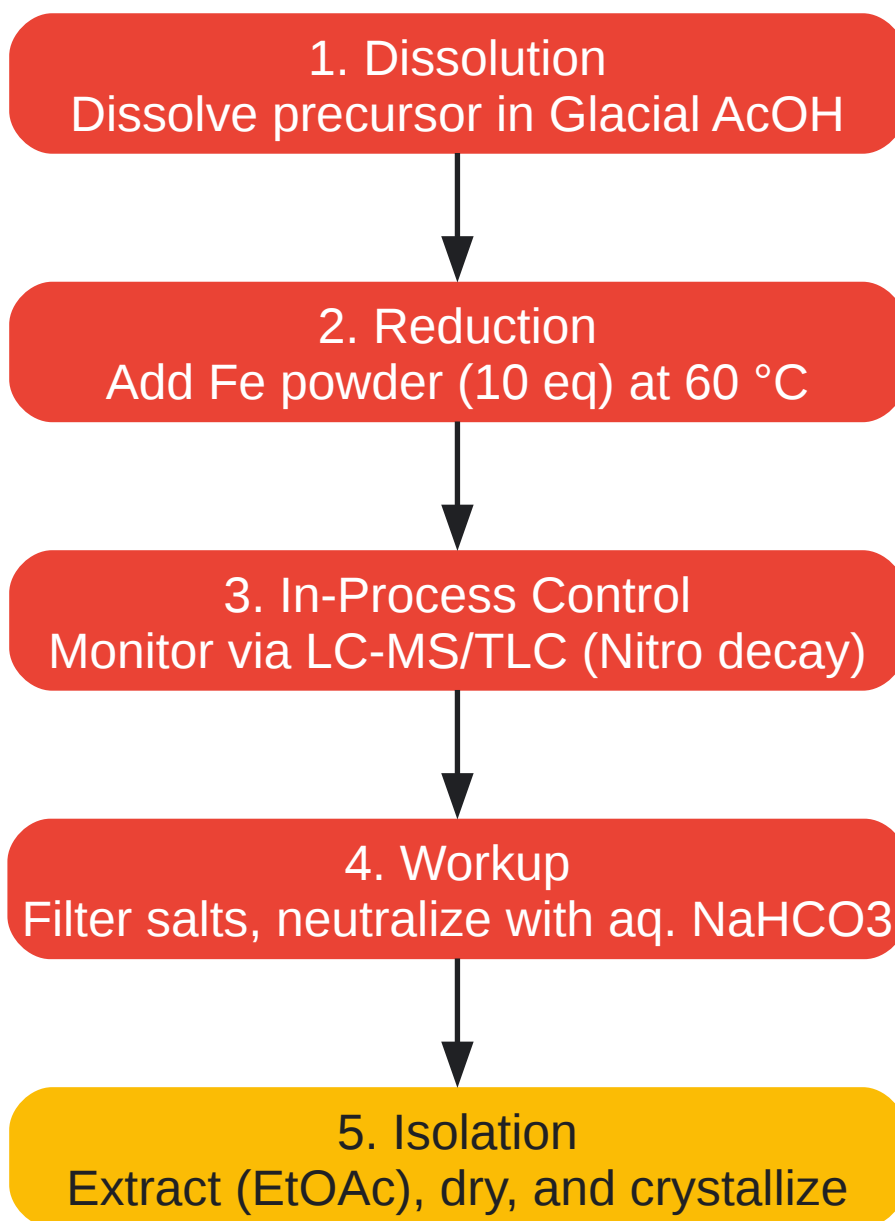 1. Dissolution
Dissolve precursor in Glacial AcOH
2. Reduction
Add Fe powder (10 eq) at 60 °C
3. In-Process Control
Monitor via LC-MS/TLC (Nitro decay)
4. Workup
Filter salts, neutralize with aq. NaHCO3
5. Isolation
Extract (EtOAc), dry, and crystallize